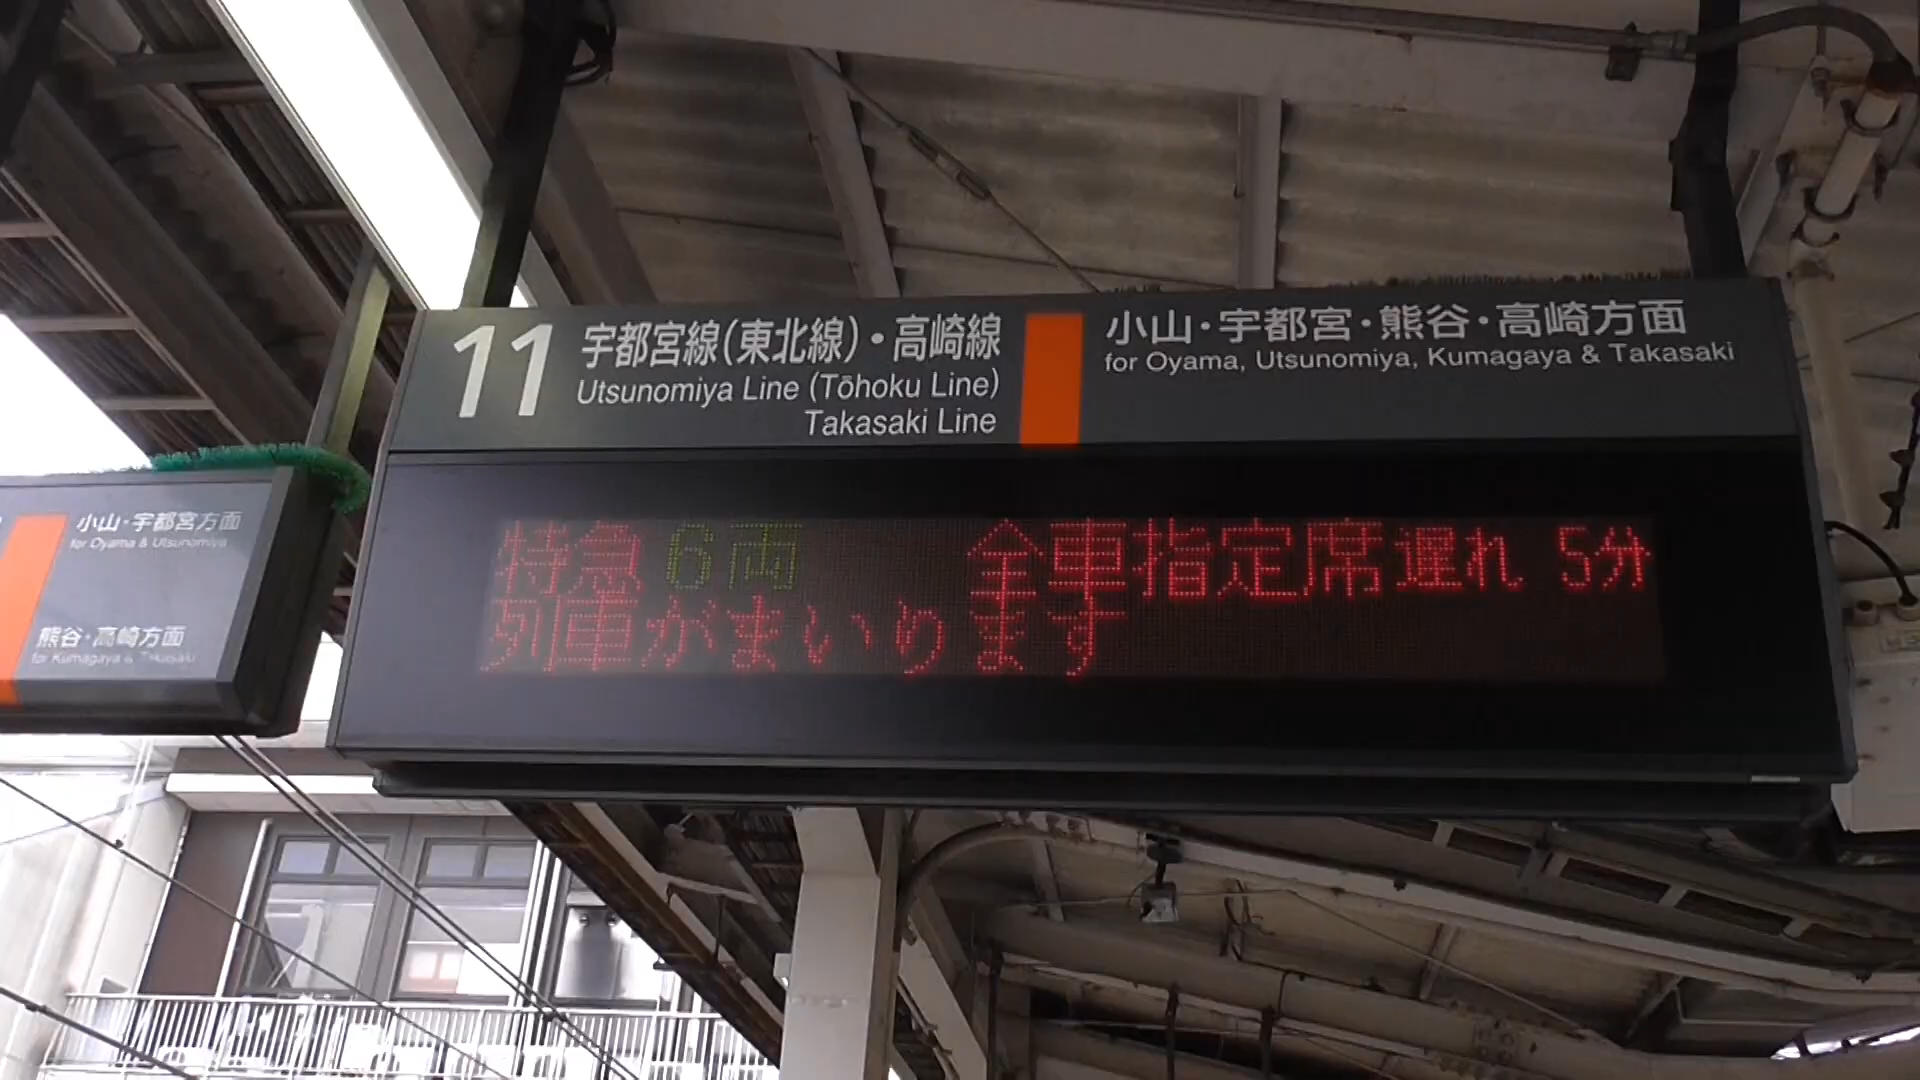 11
宇都宮線(東北線)・高崎線
Utsunomiya Line (Tōhoku Line)
Takasaki Line
小山・宇都宮・熊谷・高崎方面
for Oyama, Utsunomiya, Kumagaya & Takasaki
特急 6両 全車指定席 遅れ 5分
列車がまいります
小山・宇都宮方面
for Oyama & Utsunomiya
熊谷・高崎方面
for Kumagaya & Takasaki